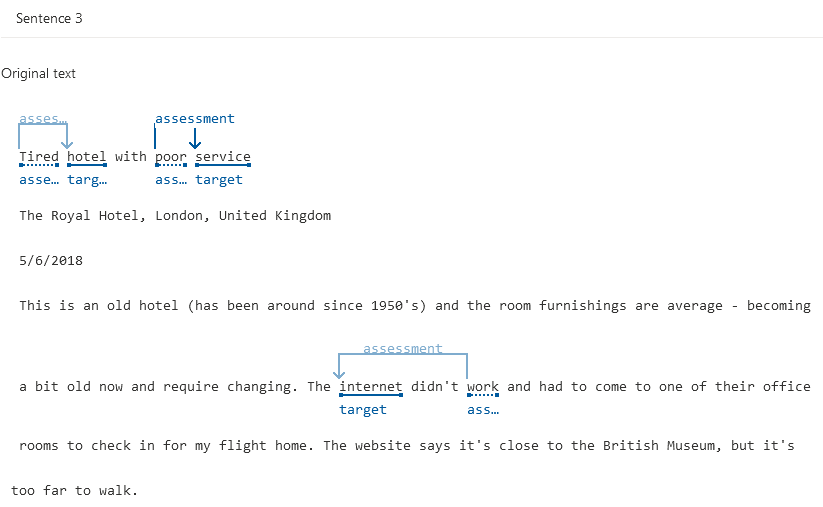 Sentence 3
Original text
asses… assessment
Tired hotel with poor service
asse… targ… ass… target
The Royal Hotel, London, United Kingdom
5/6/2018
This is an old hotel (has been around since 1950's) and the room furnishings are average - becoming
assessment
a bit old now and require changing. The internet didn't work and had to come to one of their office
target ass…
rooms to check in for my flight home. The website says it's close to the British Museum, but it's
too far to walk.